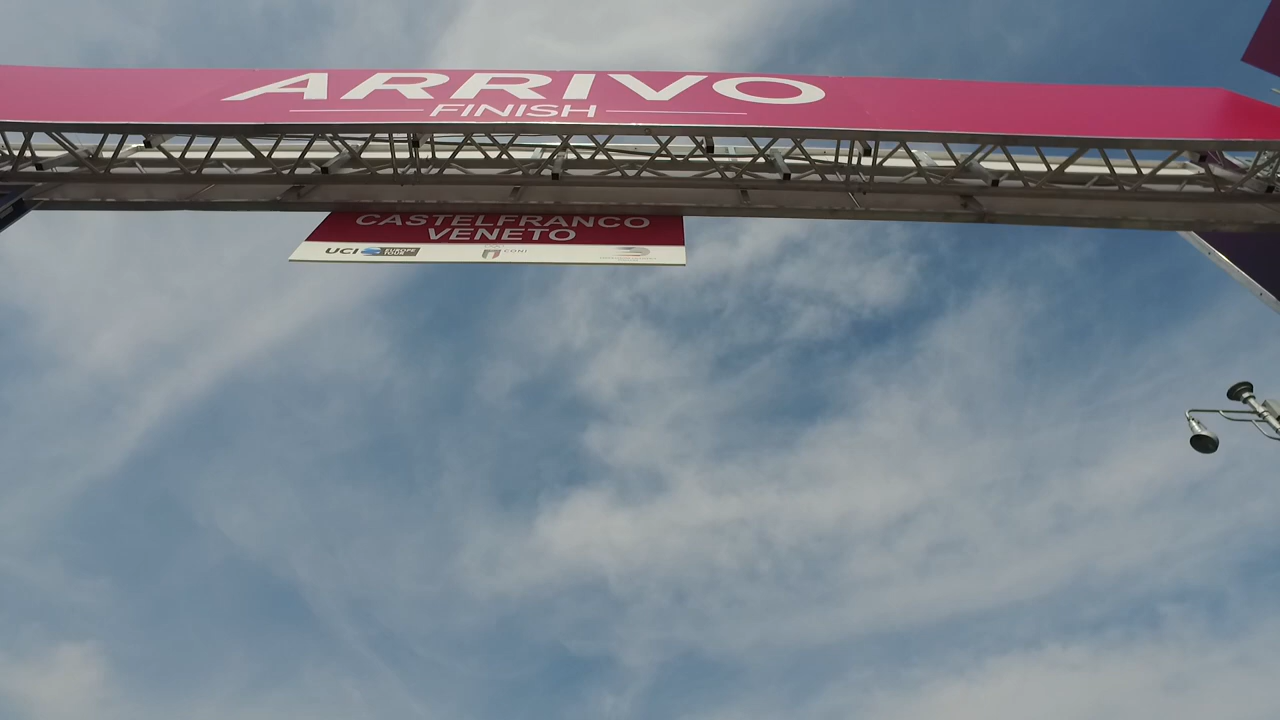 ARRIVO
FINISH
CASTELFRANCO
VENETO
UCI EUROPE TOUR CONI